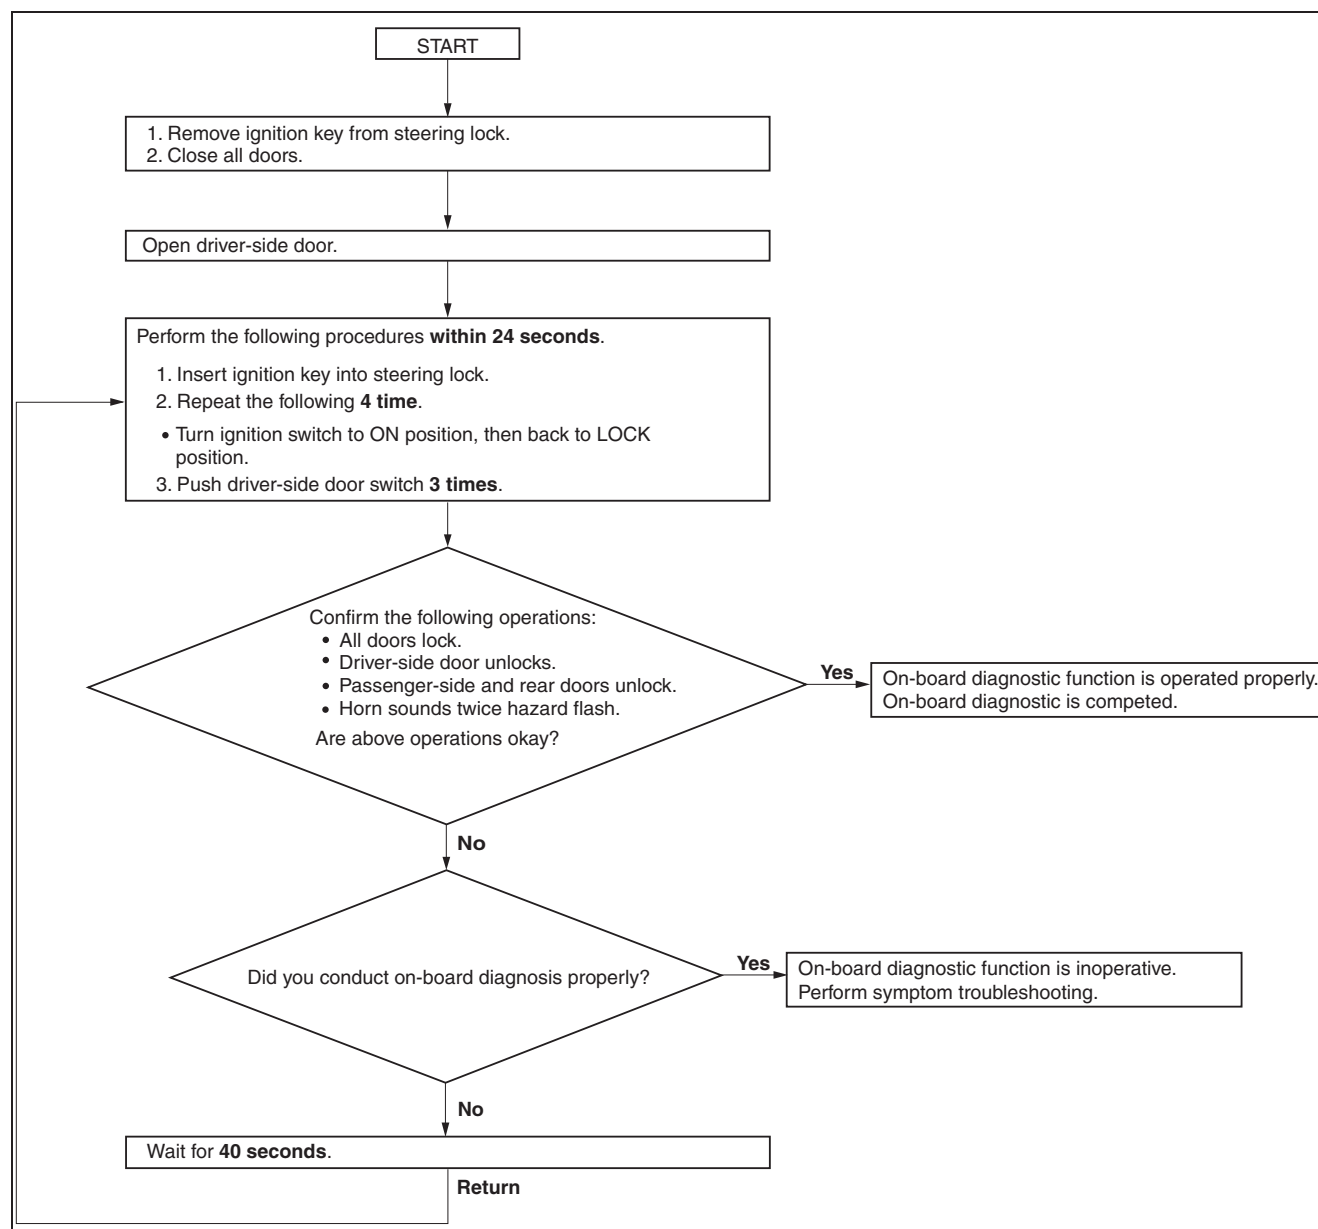 START
1. Remove ignition key from steering lock.
2. Close all doors.
Open driver-side door.
Perform the following procedures within 24 seconds.
1. Insert ignition key into steering lock.
2. Repeat the following 4 time.
• Turn ignition switch to ON position, then back to LOCK
position.
3. Push driver-side door switch 3 times.
Confirm the following operations:
• All doors lock.
• Driver-side door unlocks.
• Passenger-side and rear doors unlock.
• Horn sounds twice hazard flash.
Are above operations okay?
Yes
On-board diagnostic function is operated properly.
On-board diagnostic is competed.
No
Did you conduct on-board diagnosis properly?
Yes
On-board diagnostic function is inoperative.
Perform symptom troubleshooting.
No
Wait for 40 seconds.
Return